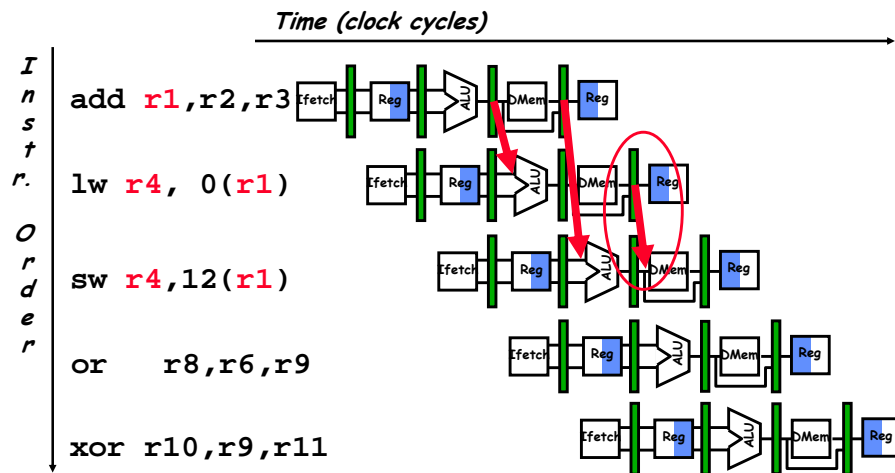 Time (clock cycles)
Instr. Order
add r1,r2,r3
Ifetch Reg ALU DMem Reg
lw r4, 0(r1)
Ifetch Reg ALU DMem Reg
sw r4,12(r1)
Ifetch Reg ALU DMem Reg
or r8,r6,r9
Ifetch Reg ALU DMem Reg
xor r10,r9,r11
Ifetch Reg ALU DMem Reg